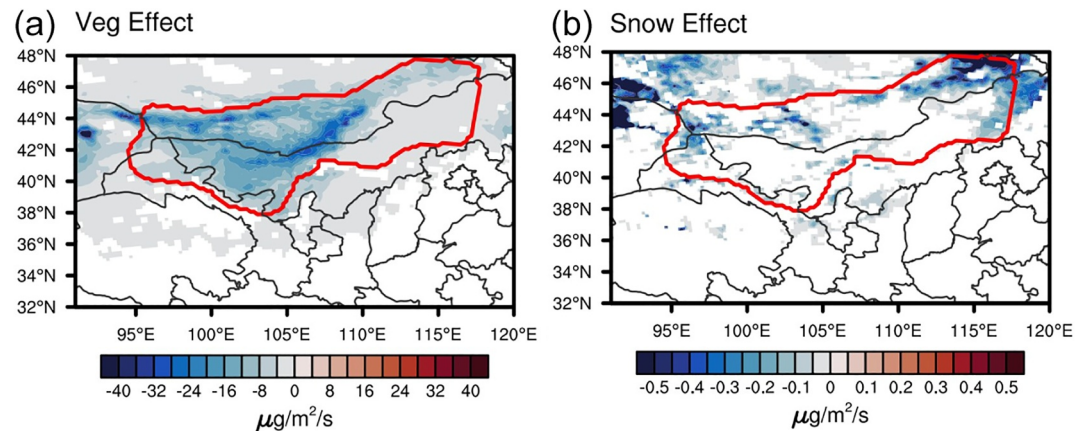 (a) Veg Effect
48°N
46°N
44°N
42°N
40°N
38°N
36°N
34°N
32°N
95°E 100°E 105°E 110°E 115°E 120°E
-40 -32 -24 -16 -8 0 8 16 24 32 40
μg/m²/s
(b) Snow Effect
48°N
46°N
44°N
42°N
40°N
38°N
36°N
34°N
32°N
95°E 100°E 105°E 110°E 115°E 120°E
-0.5 -0.4 -0.3 -0.2 -0.1 0 0.1 0.2 0.3 0.4 0.5
μg/m²/s